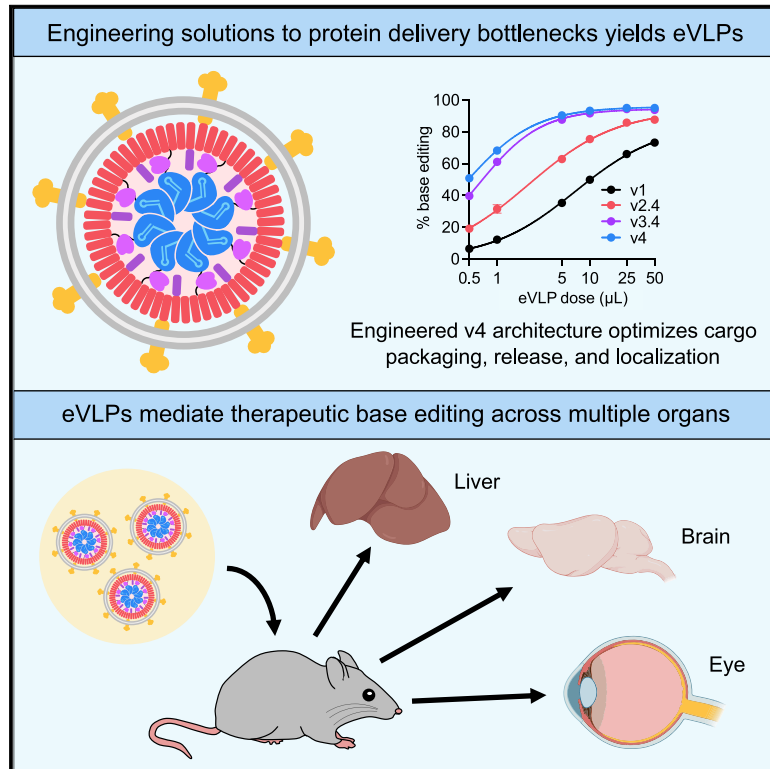 Engineering solutions to protein delivery bottlenecks yields eVLPs
100
80
60
40
20
0
% base editing
v1
v2.4
v3.4
v4
0.5
1
5
10
25
50
eVLP dose (µL)
Engineered v4 architecture optimizes cargo
packaging, release, and localization
eVLPs mediate therapeutic base editing across multiple organs
Liver
Brain
Eye